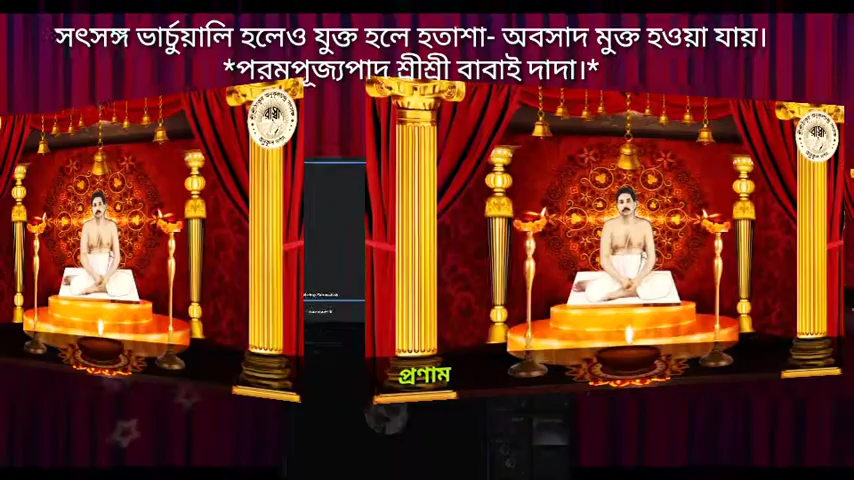 সৎসঙ্গ ভার্চুয়ালি হলেও যুক্ত হলে হতাশা- অবসাদ মুক্ত হওয়া যায়।
*পরমপূজ্যপাদ শ্রীশ্রী বাবাই দাদা।*
প্রণাম